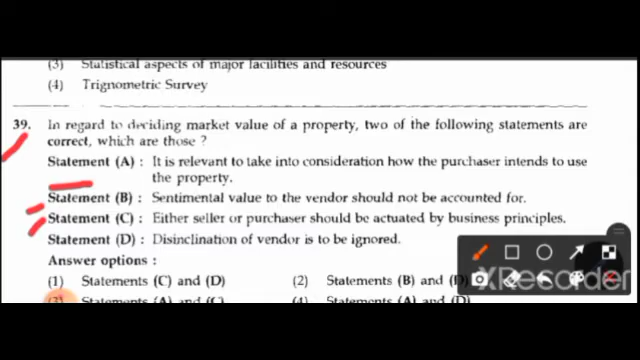 (3) Statistical aspects of major facilities and resources
(4) Trignometric Survey
39. In regard to deciding market value of a property, two of the following statements are
correct, which are those ?
Statement (A) : It is relevant to take into consideration how the purchaser intends to use
the property.
Statement (B) : Sentimental value to the vendor should not be accounted for.
Statement (C) : Either seller or purchaser should be actuated by business principles.
Statement (D) : Disinclination of vendor is to be ignored.
Answer options :
(1) Statements (C) and (D) (2) Statements (B) and (D)
(3) Statements (A) and (C) (4) Statements (A) and (D)
XRecorder